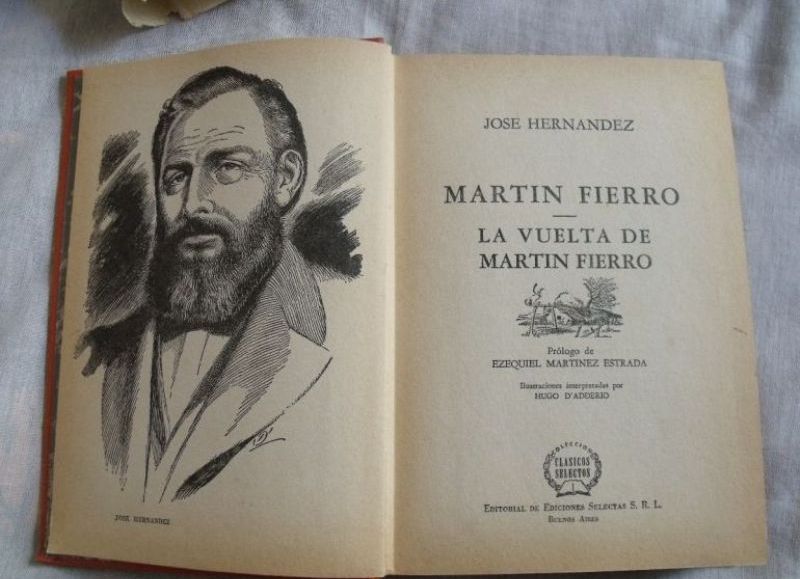 JOSE HERNANDEZ
JOSE HERNANDEZ
MARTIN FIERRO
LA VUELTA DE
MARTIN FIERRO
Prólogo de
EZEQUIEL MARTINEZ ESTRADA
Ilustraciones interpretadas por
HUGO D'ADDERIO
COLECCION
CLASICOS
SELECTOS
EDITORIAL DE EDICIONES SELECTAS S. R. L.
BUENOS AIRES